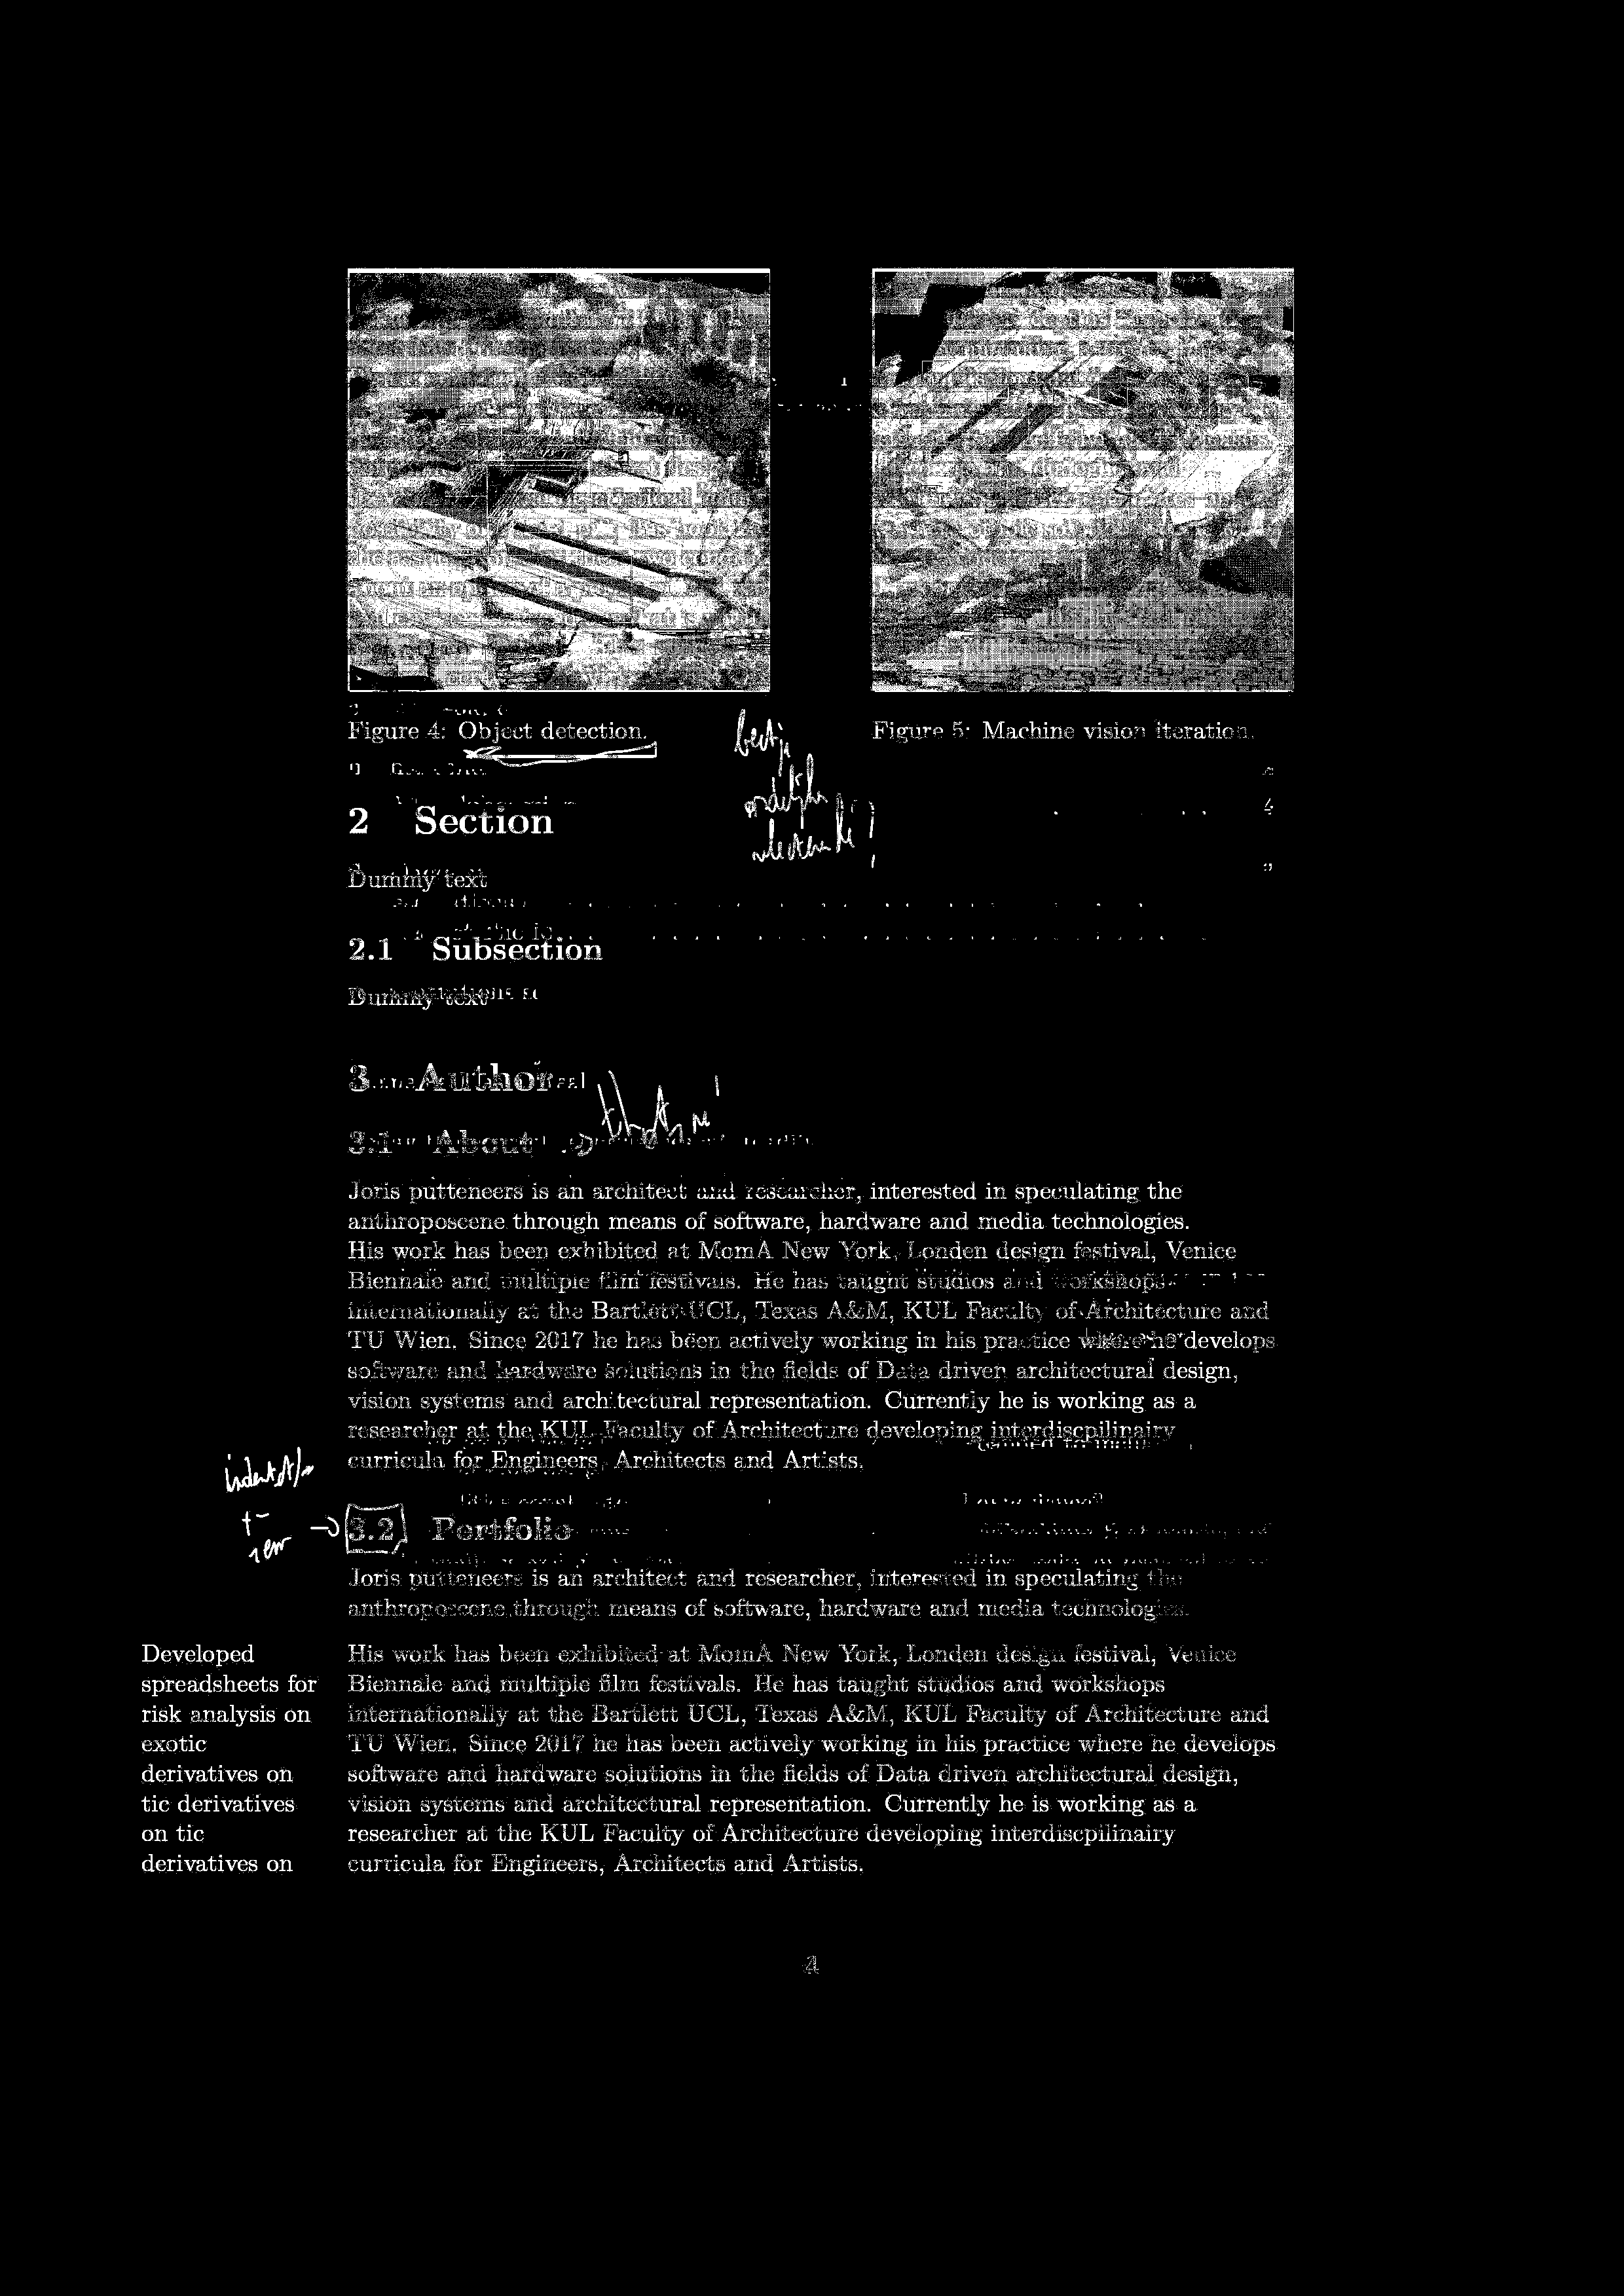 Figure 4: Object detection.
Figure 5: Machine vision iteration.
2 Section
Dummy text
2.1 Subsection
Dummy text
3 Author
3.1 About
Joris putteneers is an architect and researcher, interested in speculating the
anthroposcene through means of software, hardware and media technologies.
His work has been exhibited at MomA New York, Londen design festival, Venice
Biennale and multiple film festivals. He has taught studios and workshops
internationally at the Bartlett UCL, Texas A&M, KUL Faculty of Architecture and
TU Wien. Since 2017 he has been actively working in his practice where he develops
software and hardware solutions in the fields of Data driven architectural design,
vision systems and architectural representation. Currently he is working as a
researcher at the KUL Faculty of Architecture developing interdiscpilinairy
curricula for Engineers, Architects and Artists.
3.2 Portfolio
Joris putteneers is an architect and researcher, interested in speculating the
anthroposcene through means of software, hardware and media technologies.
Developed
spreadsheets for
risk analysis on
exotic
derivatives on
tic derivatives
on tic
derivatives on
His work has been exhibited at MomA New York, Londen design festival, Venice
Biennale and multiple film festivals. He has taught studios and workshops
internationally at the Bartlett UCL, Texas A&M, KUL Faculty of Architecture and
TU Wien. Since 2017 he has been actively working in his practice where he develops
software and hardware solutions in the fields of Data driven architectural design,
vision systems and architectural representation. Currently he is working as a
researcher at the KUL Faculty of Architecture developing interdiscpilinairy
curricula for Engineers, Architects and Artists.
4